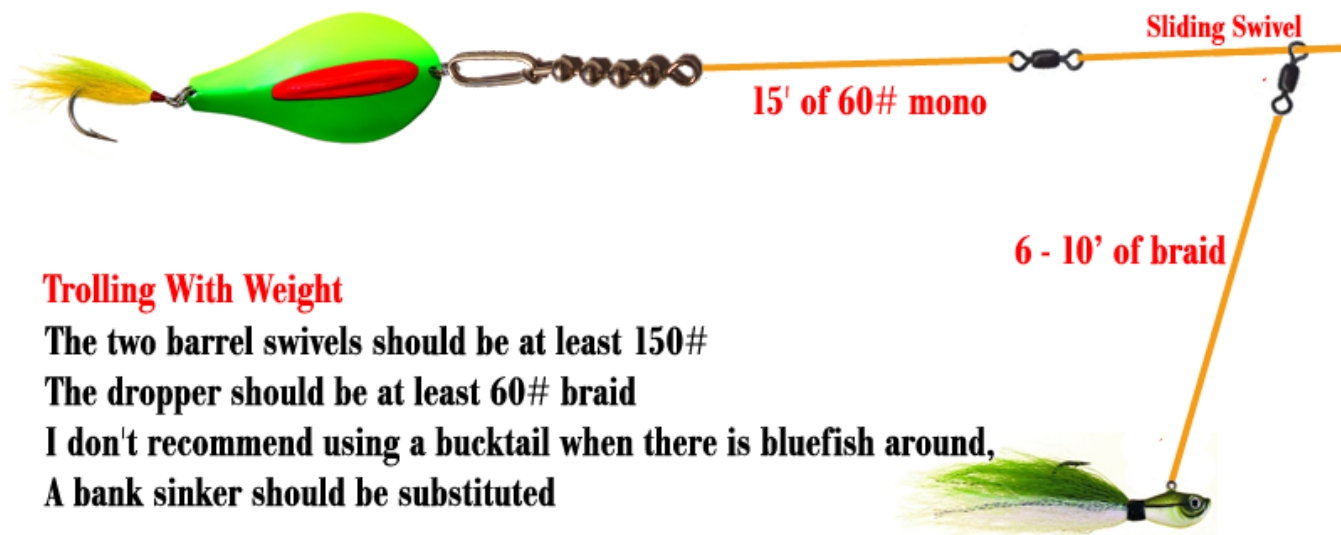 Sliding Swivel
15' of 60# mono
6 - 10’ of braid
Trolling With Weight
The two barrel swivels should be at least 150#
The dropper should be at least 60# braid
I don't recommend using a bucktail when there is bluefish around,
A bank sinker should be substituted